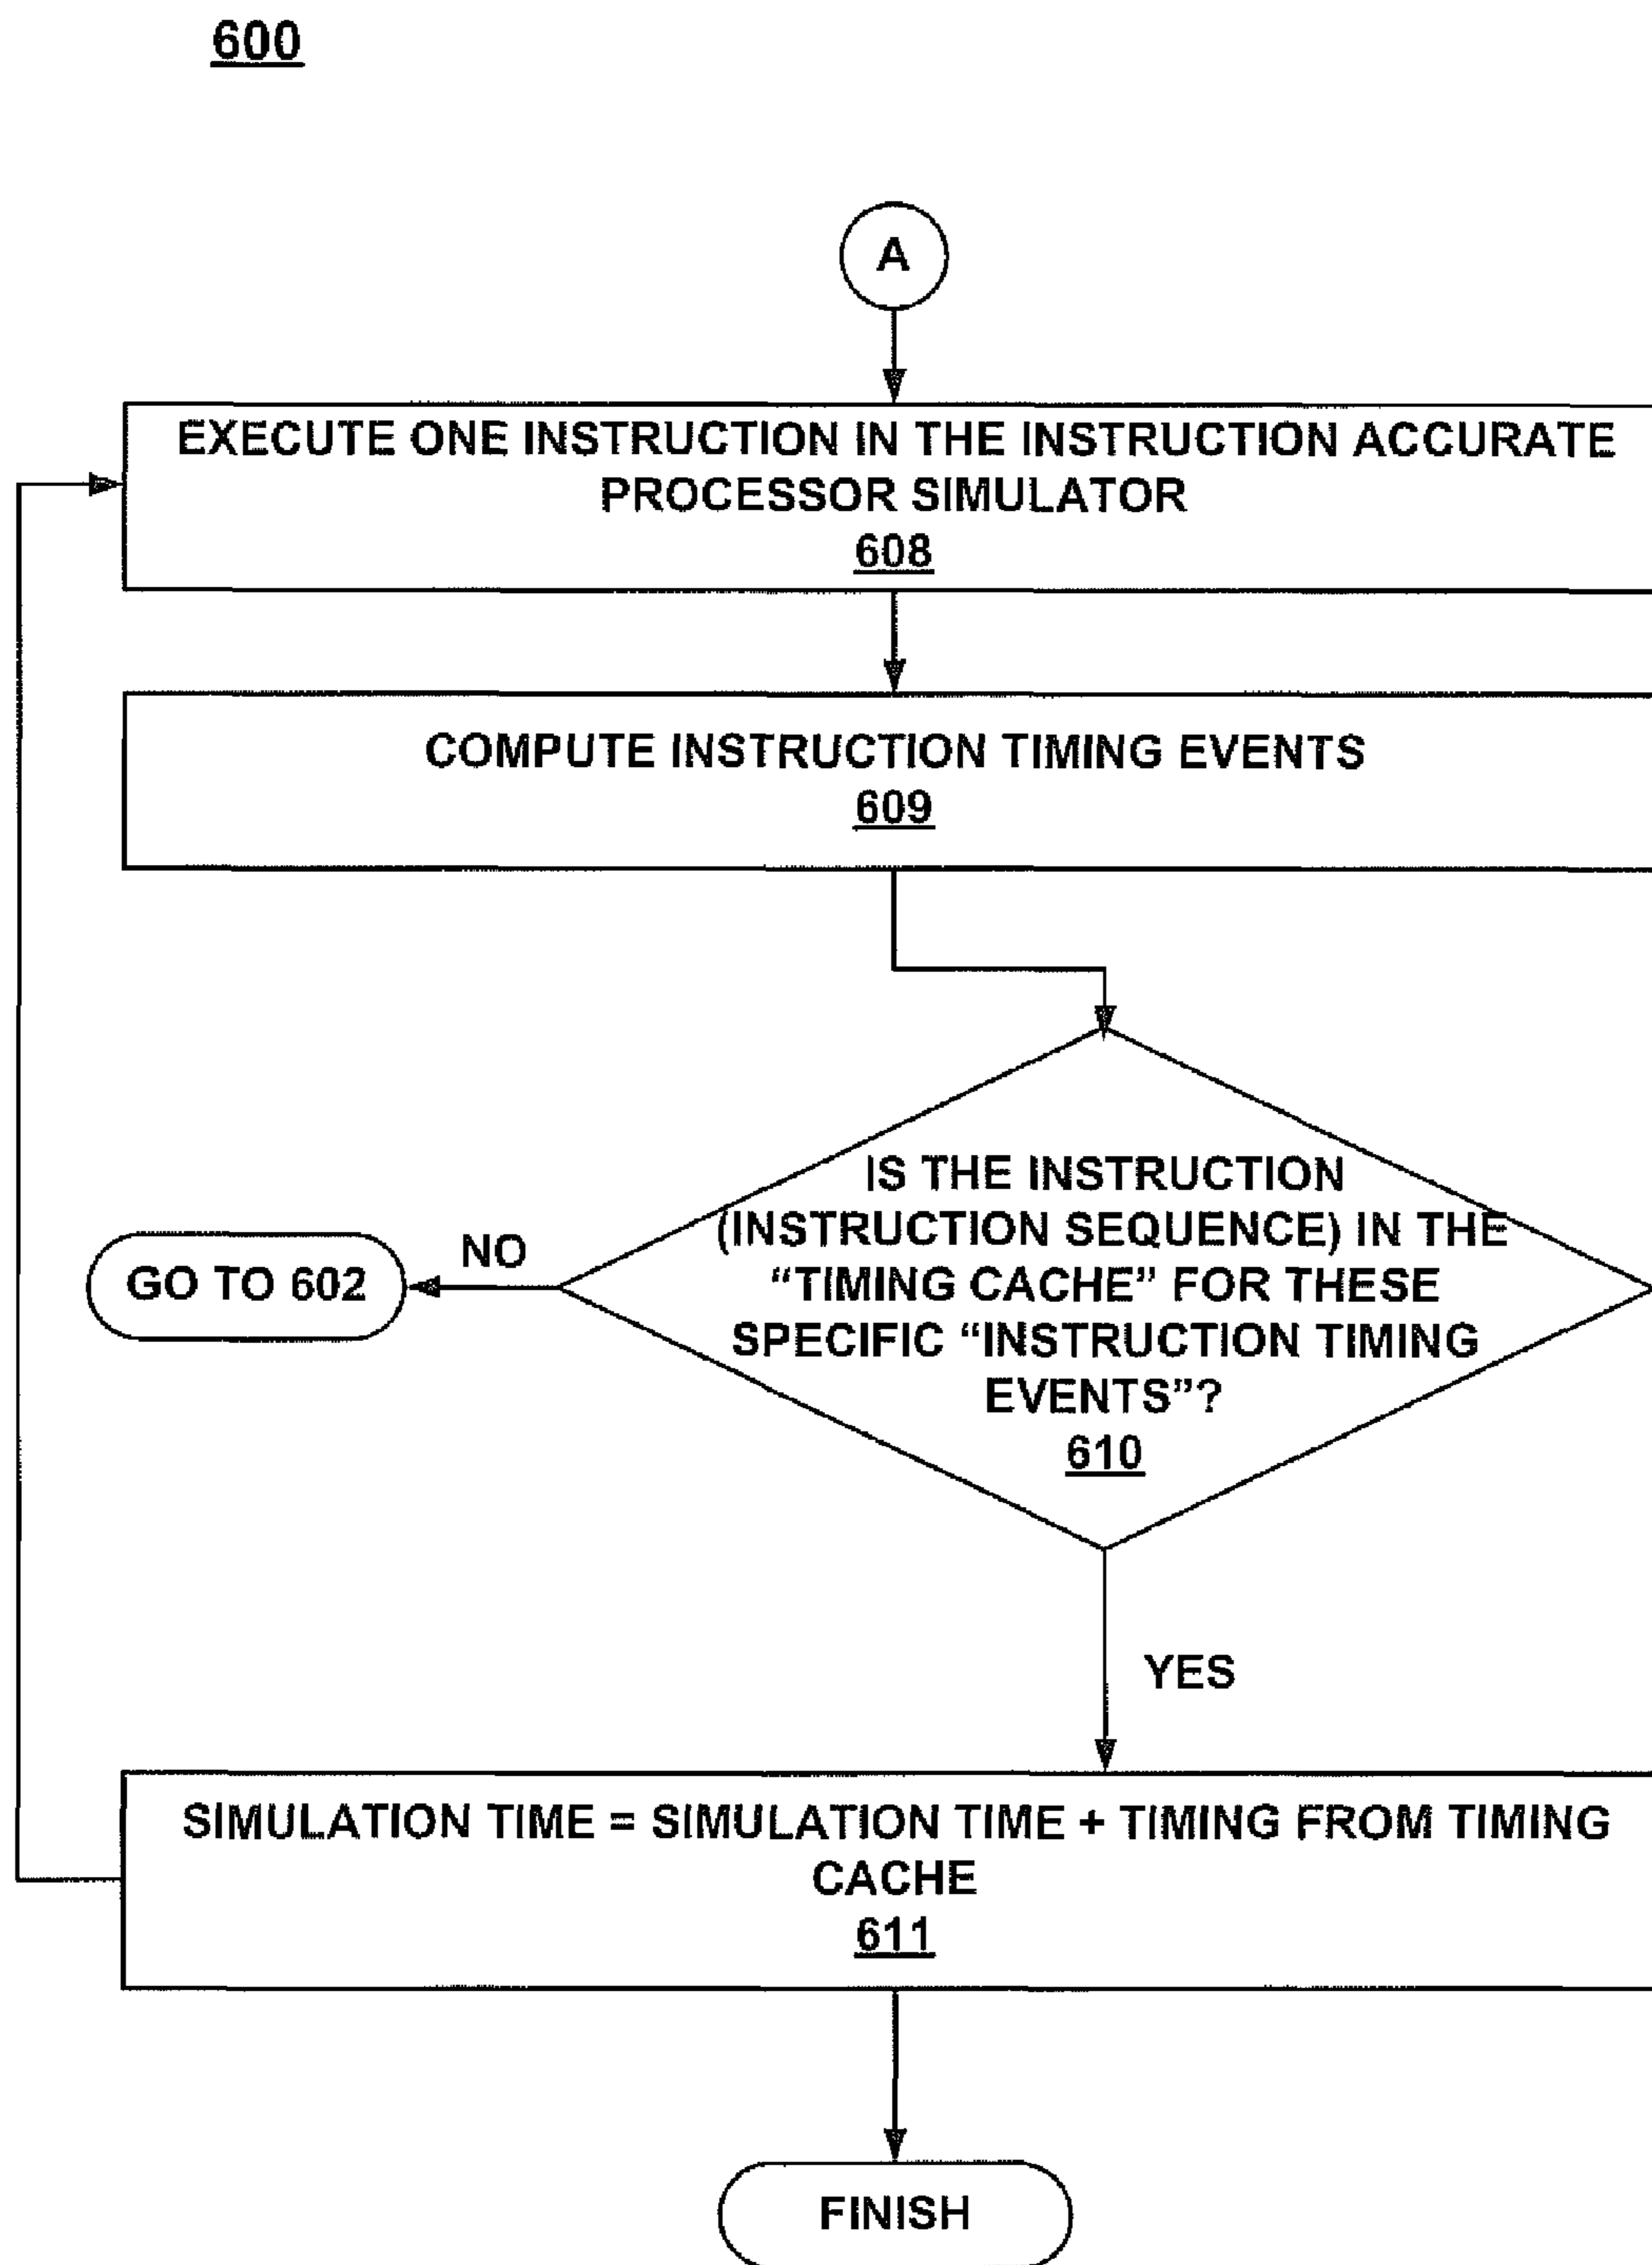 600
A
EXECUTE ONE INSTRUCTION IN THE INSTRUCTION ACCURATE
PROCESSOR SIMULATOR
608
COMPUTE INSTRUCTION TIMING EVENTS
609
IS THE INSTRUCTION
(INSTRUCTION SEQUENCE) IN THE
“TIMING CACHE” FOR THESE
SPECIFIC “INSTRUCTION TIMING
EVENTS”?
610
NO
GO TO 602
YES
SIMULATION TIME = SIMULATION TIME + TIMING FROM TIMING
CACHE
611
FINISH